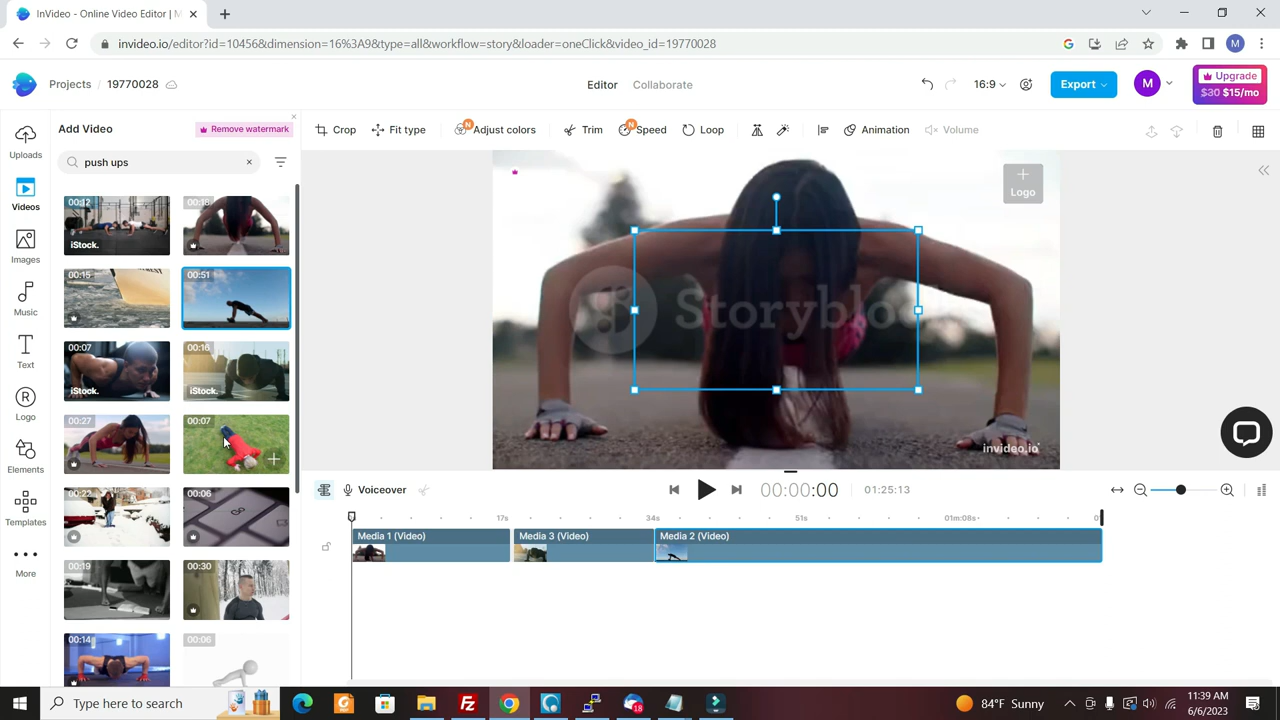 InVideo - Online Video Editor | M
invideo.io/editor?id=10456&dimension=16%3A9&type=all&workflow=story&loader=oneClick&video_id=19770028
M
Projects / 19770028
Editor
Collaborate
16:9
Export
M
Upgrade
$30 $15/mo
Uploads
Videos
Images
Music
Text
Logo
Elements
Templates
More
Add Video
Remove watermark
push ups
00:12
iStock.
00:18
00:15
00:51
00:07
iStock.
00:16
iStock.
00:27
00:07
00:22
00:06
00:19
00:30
00:14
00:06
Crop
Fit type
N
Adjust colors
Trim
N
Speed
Loop
Animation
Volume
Logo
Storybloc
invideo.io
Voiceover
00:00:00
01:25:13
17s
34s
51s
01m:08s
Media 1 (Video)
Media 3 (Video)
Media 2 (Video)
Type here to search
18
84°F Sunny
11:39 AM
6/6/2023